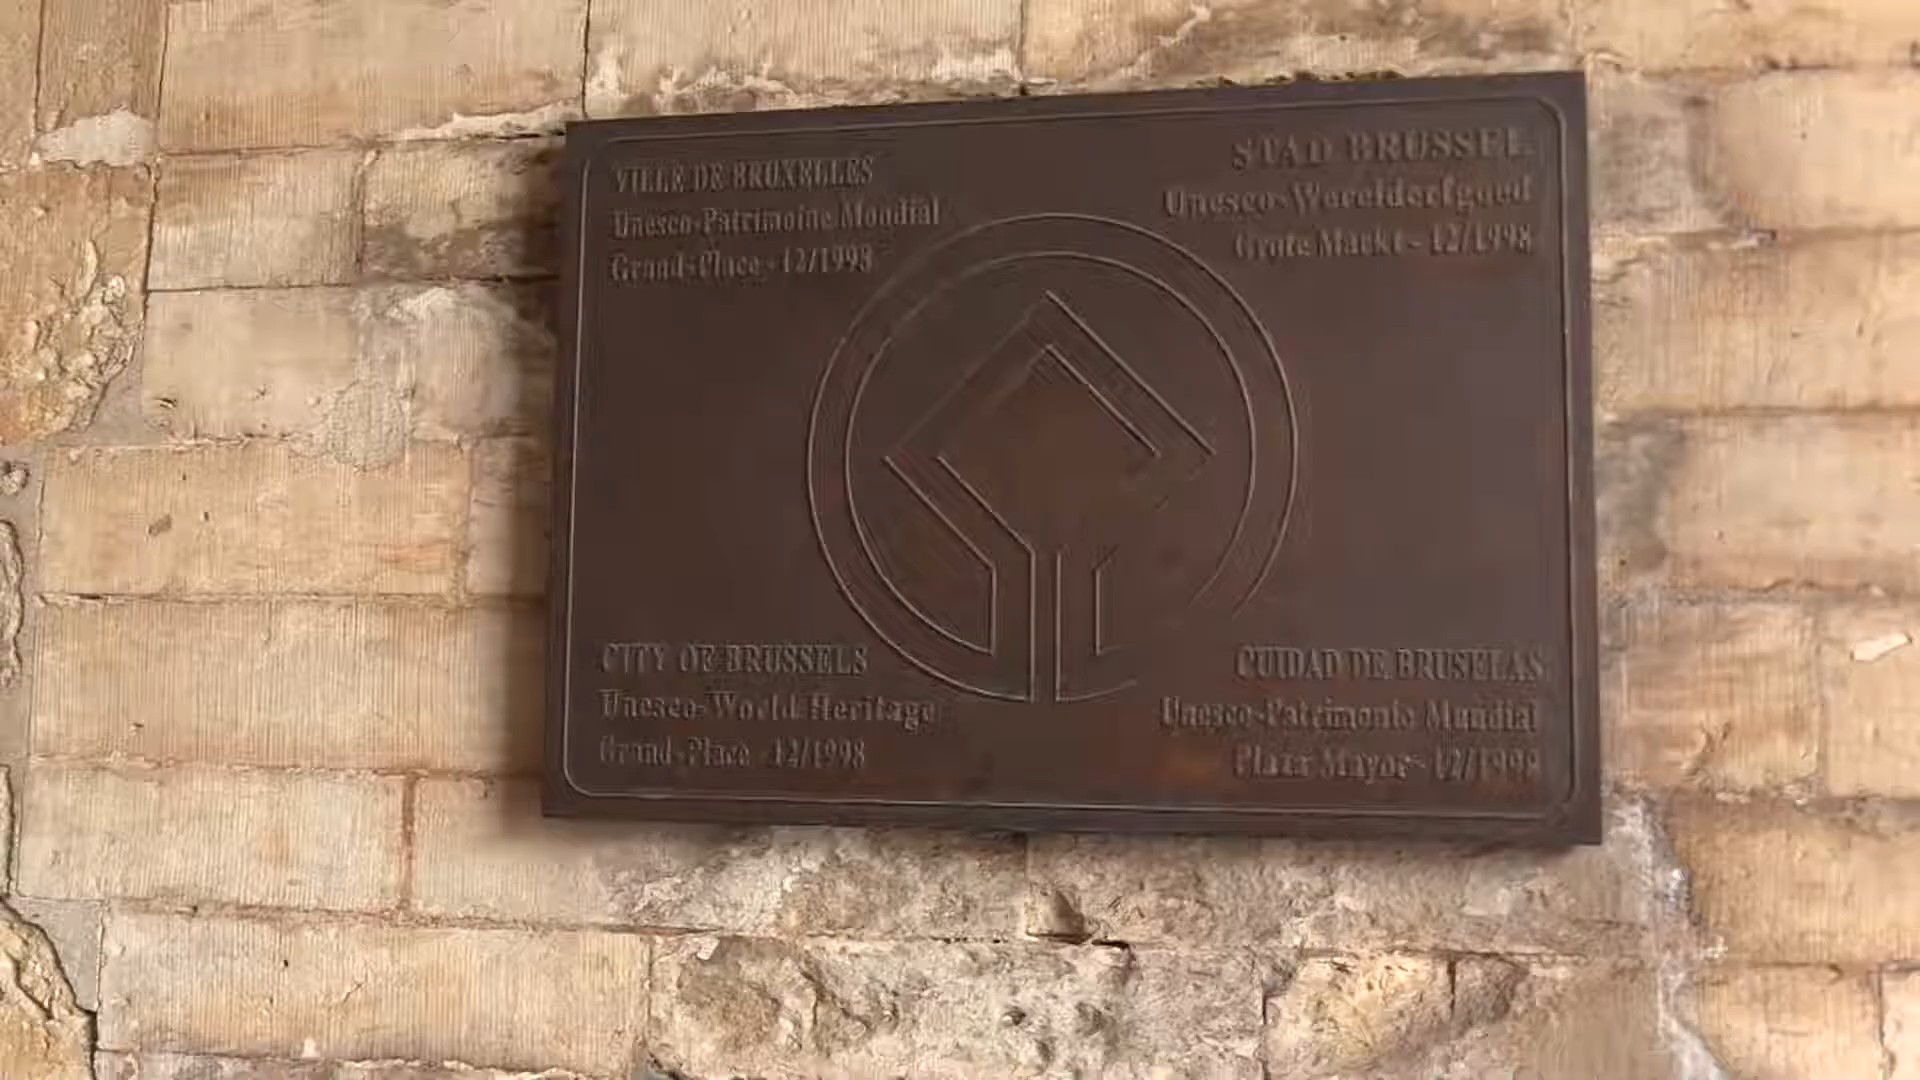 VILLE DE BRUXELLES
Unesco-Patrimoine Mondial
Grand-Place - 12/1998
STAD BRUSSEL
Unesco-Werelderfgoed
Grote Markt - 12/1998
CITY OF BRUSSELS
Unesco-World Heritage
Grand-Place - 12/1998
CUIDAD DE BRUSELAS
Unesco-Patrimonio Mundial
Plaza Mayor - 12/1998